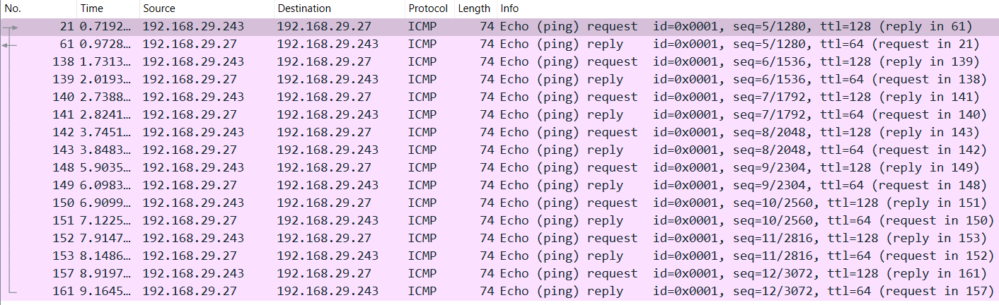 No. Time Source Destination Protocol Length Info
21 0.7192… 192.168.29.243 192.168.29.27 ICMP 74 Echo (ping) request id=0x0001, seq=5/1280, ttl=128 (reply in 61)
61 0.9728… 192.168.29.27 192.168.29.243 ICMP 74 Echo (ping) reply id=0x0001, seq=5/1280, ttl=64 (request in 21)
138 1.7313… 192.168.29.243 192.168.29.27 ICMP 74 Echo (ping) request id=0x0001, seq=6/1536, ttl=128 (reply in 139)
139 2.0193… 192.168.29.27 192.168.29.243 ICMP 74 Echo (ping) reply id=0x0001, seq=6/1536, ttl=64 (request in 138)
140 2.7388… 192.168.29.243 192.168.29.27 ICMP 74 Echo (ping) request id=0x0001, seq=7/1792, ttl=128 (reply in 141)
141 2.8241… 192.168.29.27 192.168.29.243 ICMP 74 Echo (ping) reply id=0x0001, seq=7/1792, ttl=64 (request in 140)
142 3.7451… 192.168.29.243 192.168.29.27 ICMP 74 Echo (ping) request id=0x0001, seq=8/2048, ttl=128 (reply in 143)
143 3.8483… 192.168.29.27 192.168.29.243 ICMP 74 Echo (ping) reply id=0x0001, seq=8/2048, ttl=64 (request in 142)
148 5.9035… 192.168.29.243 192.168.29.27 ICMP 74 Echo (ping) request id=0x0001, seq=9/2304, ttl=128 (reply in 149)
149 6.0983… 192.168.29.27 192.168.29.243 ICMP 74 Echo (ping) reply id=0x0001, seq=9/2304, ttl=64 (request in 148)
150 6.9099… 192.168.29.243 192.168.29.27 ICMP 74 Echo (ping) request id=0x0001, seq=10/2560, ttl=128 (reply in 151)
151 7.1225… 192.168.29.27 192.168.29.243 ICMP 74 Echo (ping) reply id=0x0001, seq=10/2560, ttl=64 (request in 150)
152 7.9147… 192.168.29.243 192.168.29.27 ICMP 74 Echo (ping) request id=0x0001, seq=11/2816, ttl=128 (reply in 153)
153 8.1486… 192.168.29.27 192.168.29.243 ICMP 74 Echo (ping) reply id=0x0001, seq=11/2816, ttl=64 (request in 152)
157 8.9197… 192.168.29.243 192.168.29.27 ICMP 74 Echo (ping) request id=0x0001, seq=12/3072, ttl=128 (reply in 161)
161 9.1645… 192.168.29.27 192.168.29.243 ICMP 74 Echo (ping) reply id=0x0001, seq=12/3072, ttl=64 (request in 157)